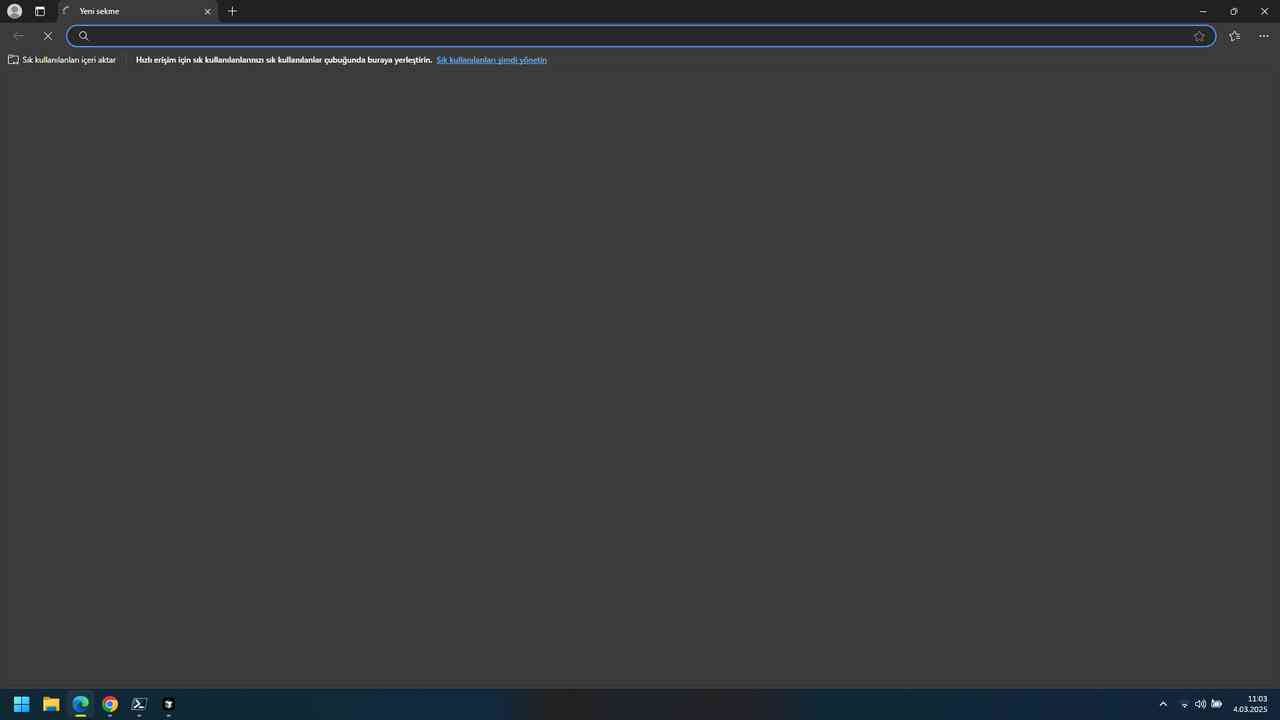 Yeni sekme
Sık kullanılanları içeri aktar
Hızlı erişim için sık kullanılanlarınızı sık kullanılanlar çubuğunda buraya yerleştirin. Sık kullanılanları şimdi yönetin
11:03
4.03.2025